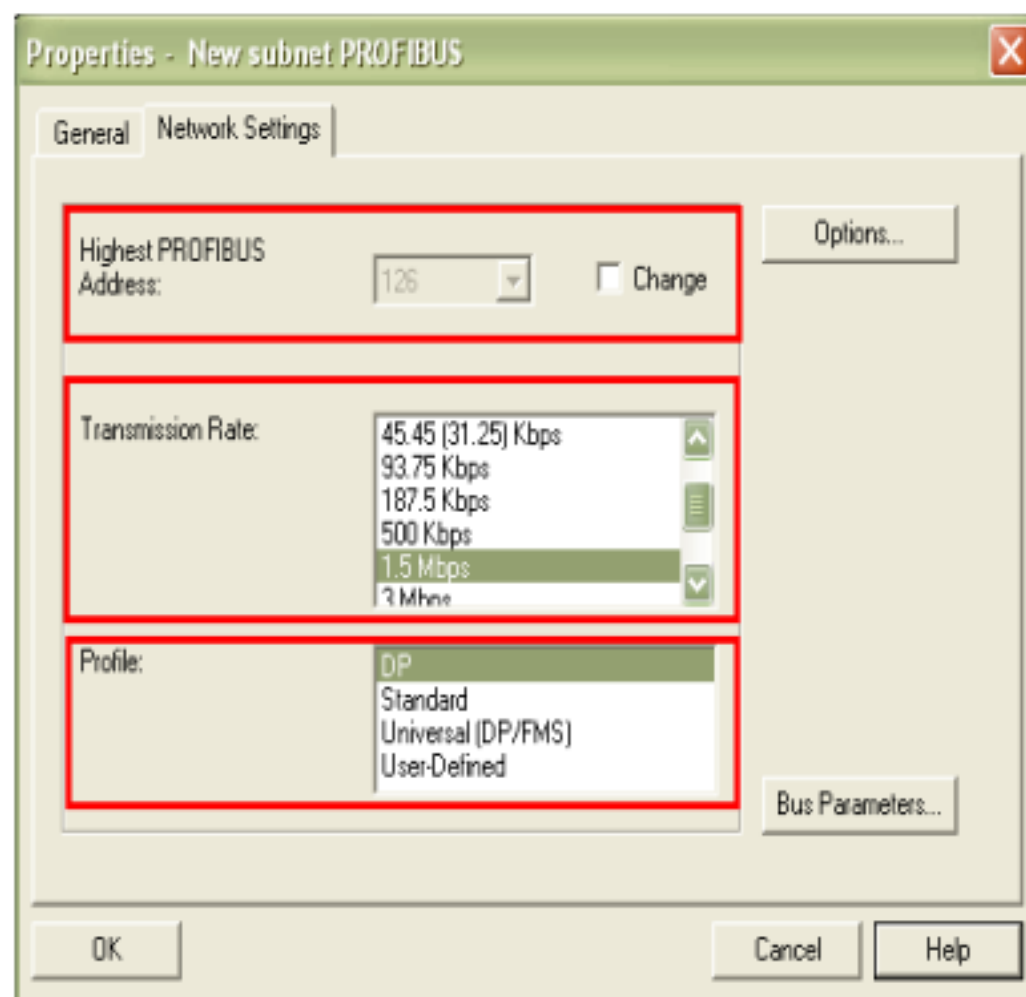 Properties - New subnet PROFIBUS
General
Network Settings
Highest PROFIBUS
Address:
126
Change
Options...
Transmission Rate:
45.45 (31.25) Kbps
93.75 Kbps
187.5 Kbps
500 Kbps
1.5 Mbps
3 Mbps
Profile:
DP
Standard
Universal (DP/FMS)
User-Defined
Bus Parameters...
OK
Cancel
Help